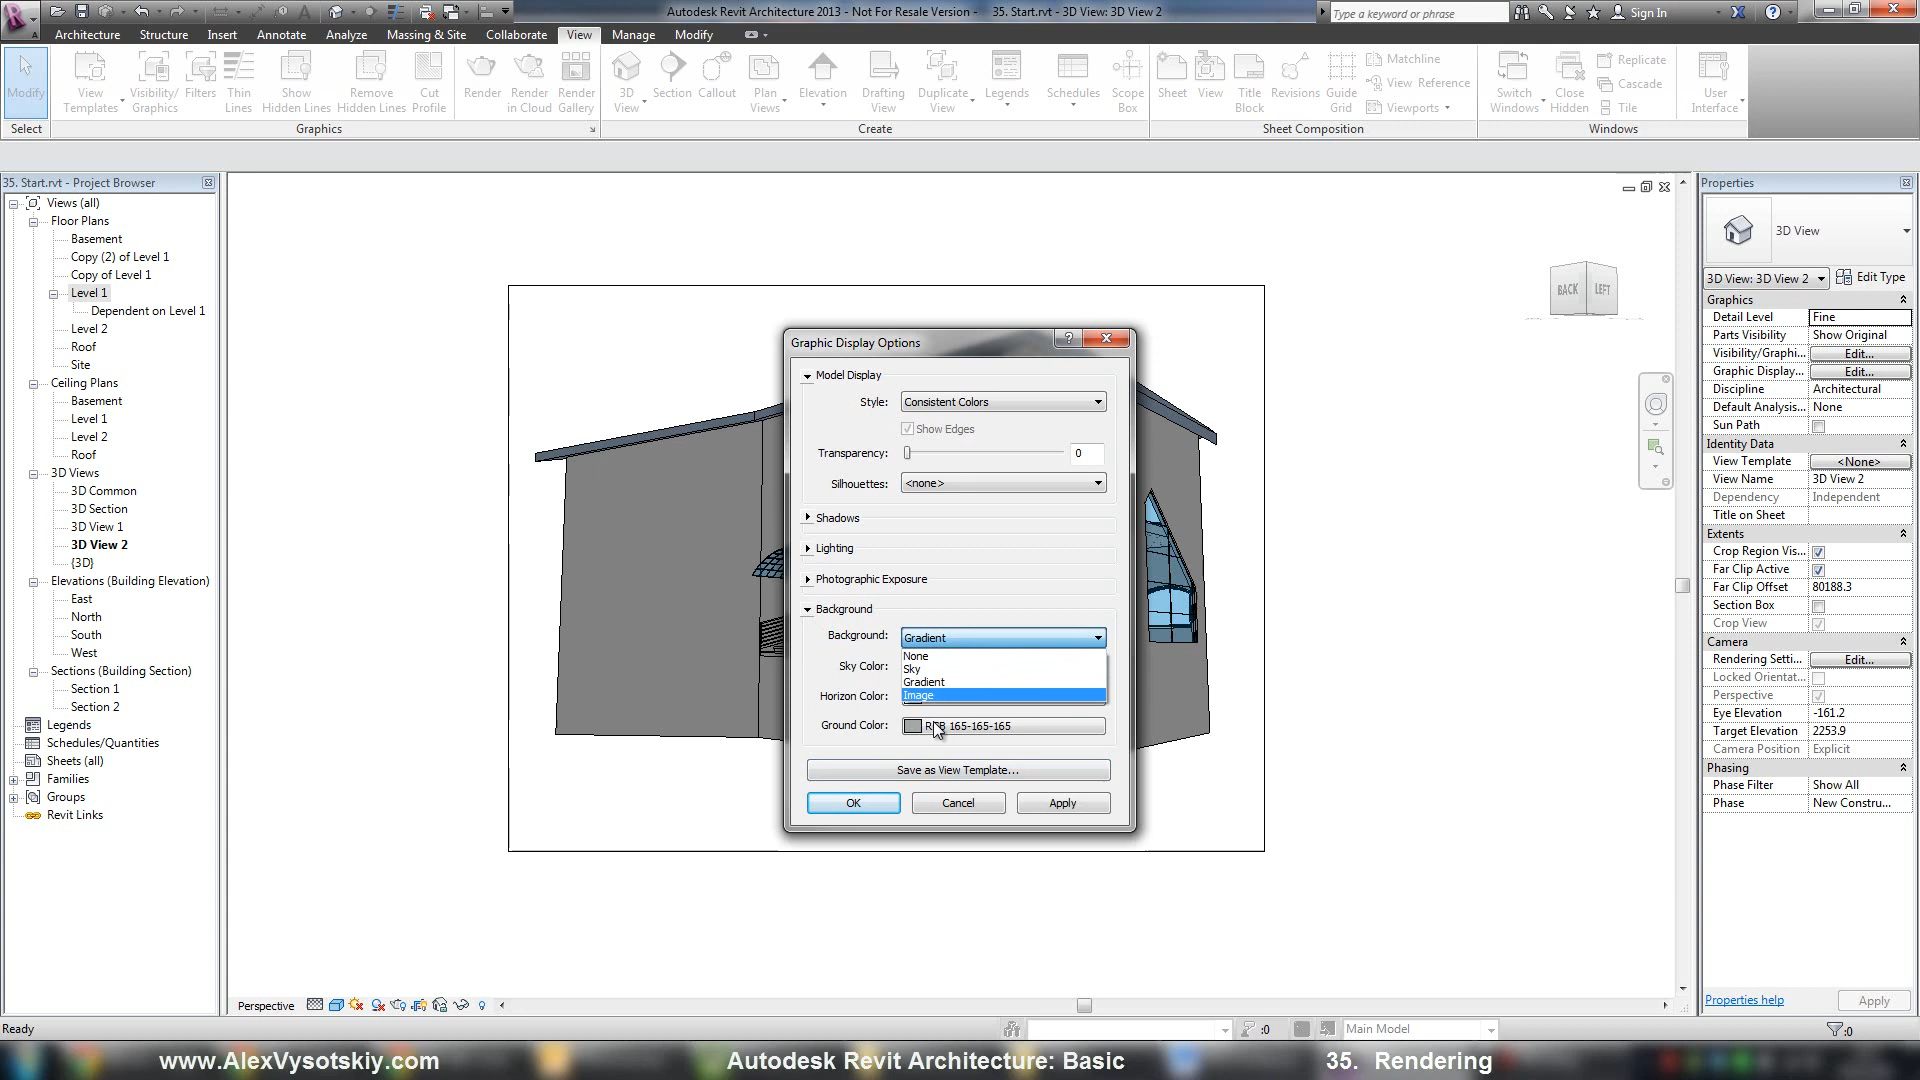 Autodesk Revit Architecture 2013 - Not For Resale Version - 35. Start.rvt - 3D View: 3D View 2
Type a keyword or phrase
Sign In
Architecture Structure Insert Annotate Analyze Massing & Site Collaborate View Manage Modify
Modify
View Templates
Visibility/ Graphics
Filters
Thin Lines
Show Hidden Lines
Remove Hidden Lines
Cut Profile
Render
Render in Cloud
Render Gallery
3D View
Section
Callout
Plan Views
Elevation
Drafting View
Duplicate View
Legends
Schedules
Scope Box
Sheet
View
Title Block
Revisions
Guide Grid
Matchline
View Reference
Viewports
Switch Windows
Close Hidden
Replicate
Cascade
Tile
User Interface
Select Graphics Create Sheet Composition Windows
35. Start.rvt - Project Browser
Views (all)
Floor Plans
Basement
Copy (2) of Level 1
Copy of Level 1
Level 1
Dependent on Level 1
Level 2
Roof
Site
Ceiling Plans
Basement
Level 1
Level 2
Roof
3D Views
3D Common
3D Section
3D View 1
3D View 2
{3D}
Elevations (Building Elevation)
East
North
South
West
Sections (Building Section)
Section 1
Section 2
Legends
Schedules/Quantities
Sheets (all)
Families
Groups
Revit Links
BACK LEFT
Graphic Display Options
Model Display
Style: Consistent Colors
Show Edges
Transparency: 0
Silhouettes: <none>
Shadows
Lighting
Photographic Exposure
Background
Background: Gradient
None
Sky Color: Sky
Gradient
Horizon Color: Image
Ground Color: RGB 165-165-165
Save as View Template...
OK Cancel Apply
Properties
3D View
3D View: 3D View 2 Edit Type
Graphics
Detail Level Fine
Parts Visibility Show Original
Visibility/Graphi... Edit...
Graphic Display... Edit...
Discipline Architectural
Default Analysis... None
Sun Path
Identity Data
View Template <None>
View Name 3D View 2
Dependency Independent
Title on Sheet
Extents
Crop Region Vis...
Far Clip Active
Far Clip Offset 80188.3
Section Box
Crop View
Camera
Rendering Setti... Edit...
Locked Orientat...
Perspective
Eye Elevation -161.2
Target Elevation 2253.9
Camera Position Explicit
Phasing
Phase Filter Show All
Phase New Constru...
Properties help Apply
Perspective
Ready
:0
Main Model
:0
www.AlexVysotskiy.com Autodesk Revit Architecture: Basic 35. Rendering